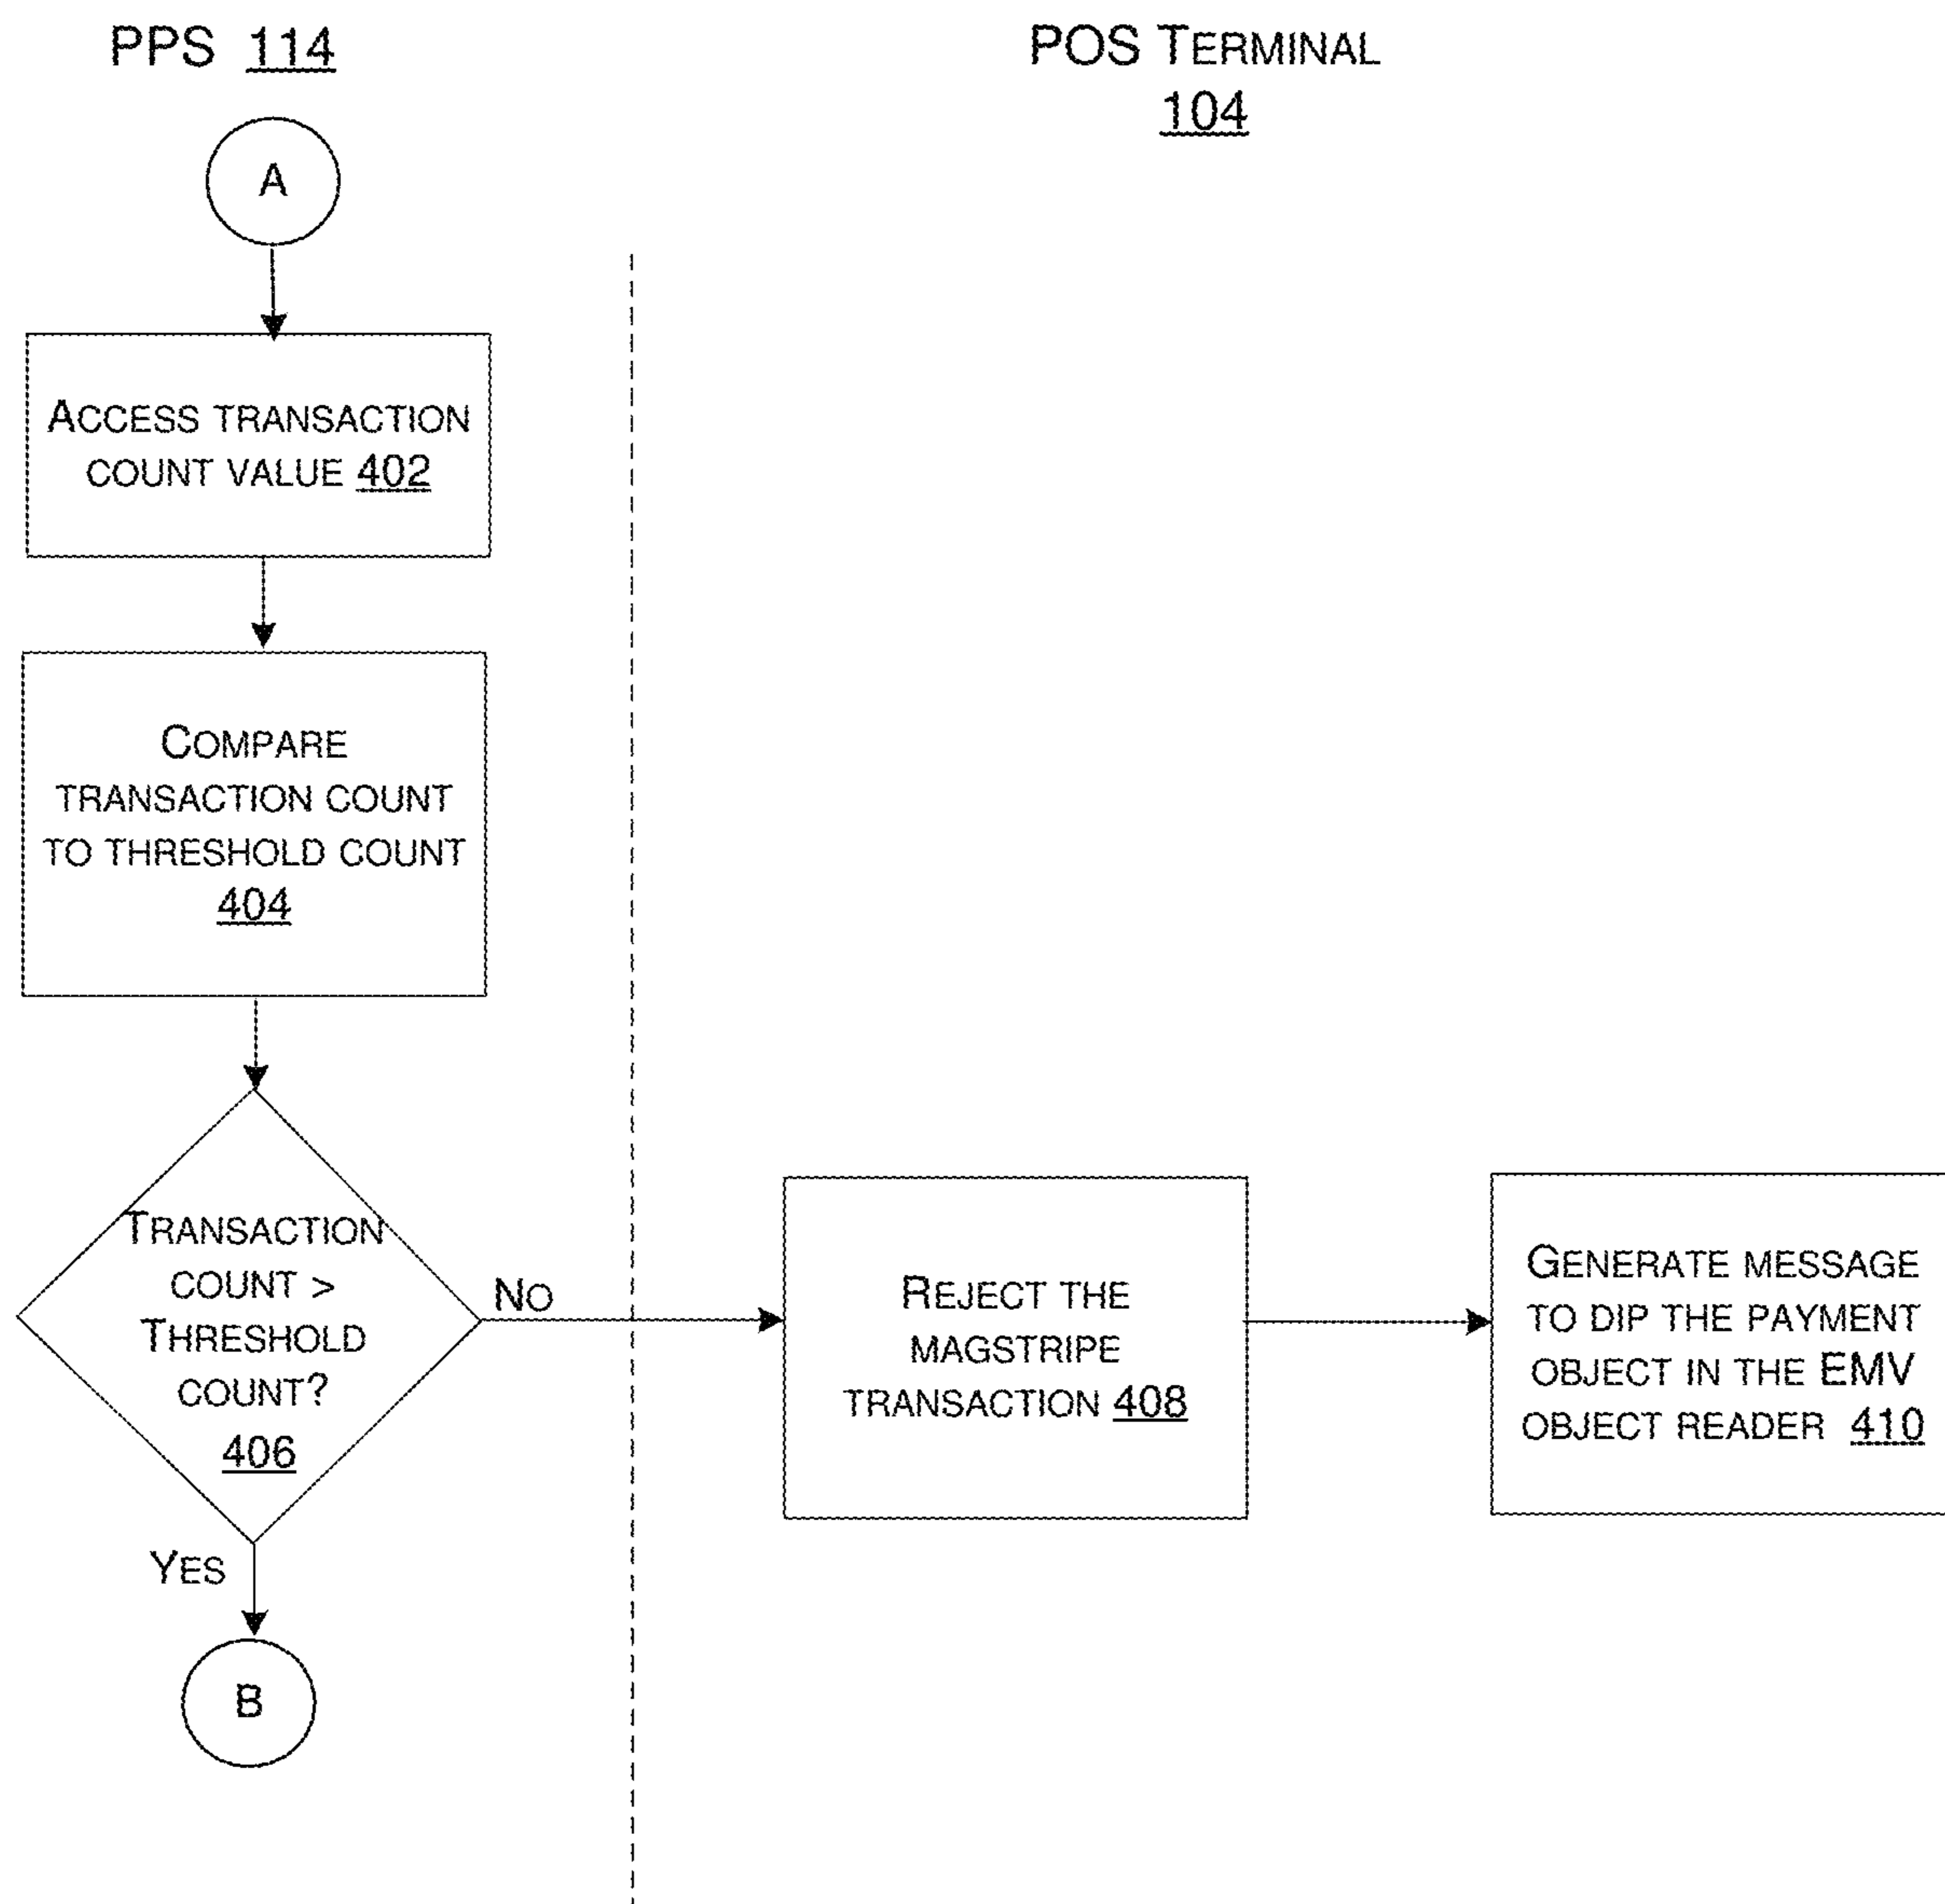 PPS 114
POS TERMINAL
104
A
ACCESS TRANSACTION
COUNT VALUE 402
COMPARE
TRANSACTION COUNT
TO THRESHOLD COUNT
404
TRANSACTION
COUNT >
THRESHOLD
COUNT?
406
NO
YES
B
REJECT THE
MAGSTRIPE
TRANSACTION 408
GENERATE MESSAGE
TO DIP THE PAYMENT
OBJECT IN THE EMV
OBJECT READER 410